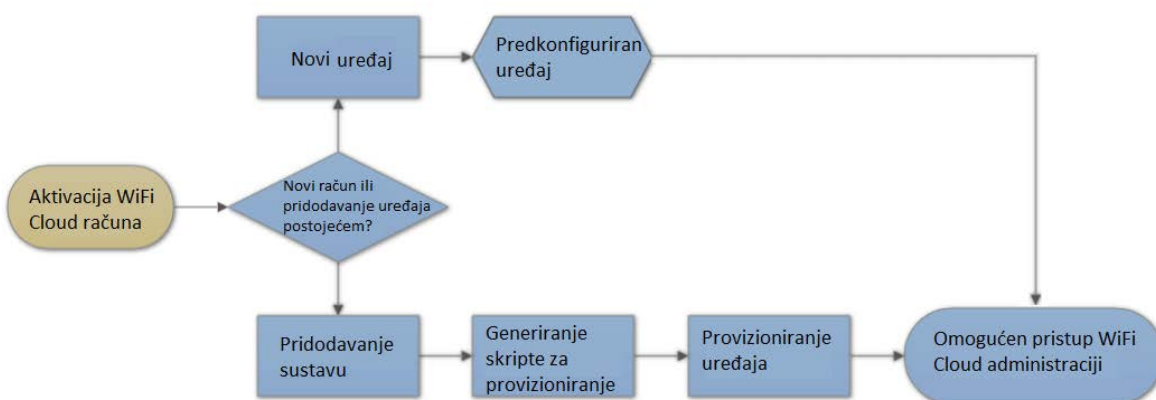 Novi uređaj
Predkonfiguriran
uređaj
Aktivacija WiFi
Cloud računa
Novi račun ili
pridodavanje uređaja
postojećem?
Pridodavanje
sustavu
Generiranje
skripte za
provizioniranje
Provizioniranje
uređaja
Omogućen pristup WiFi
Cloud administraciji